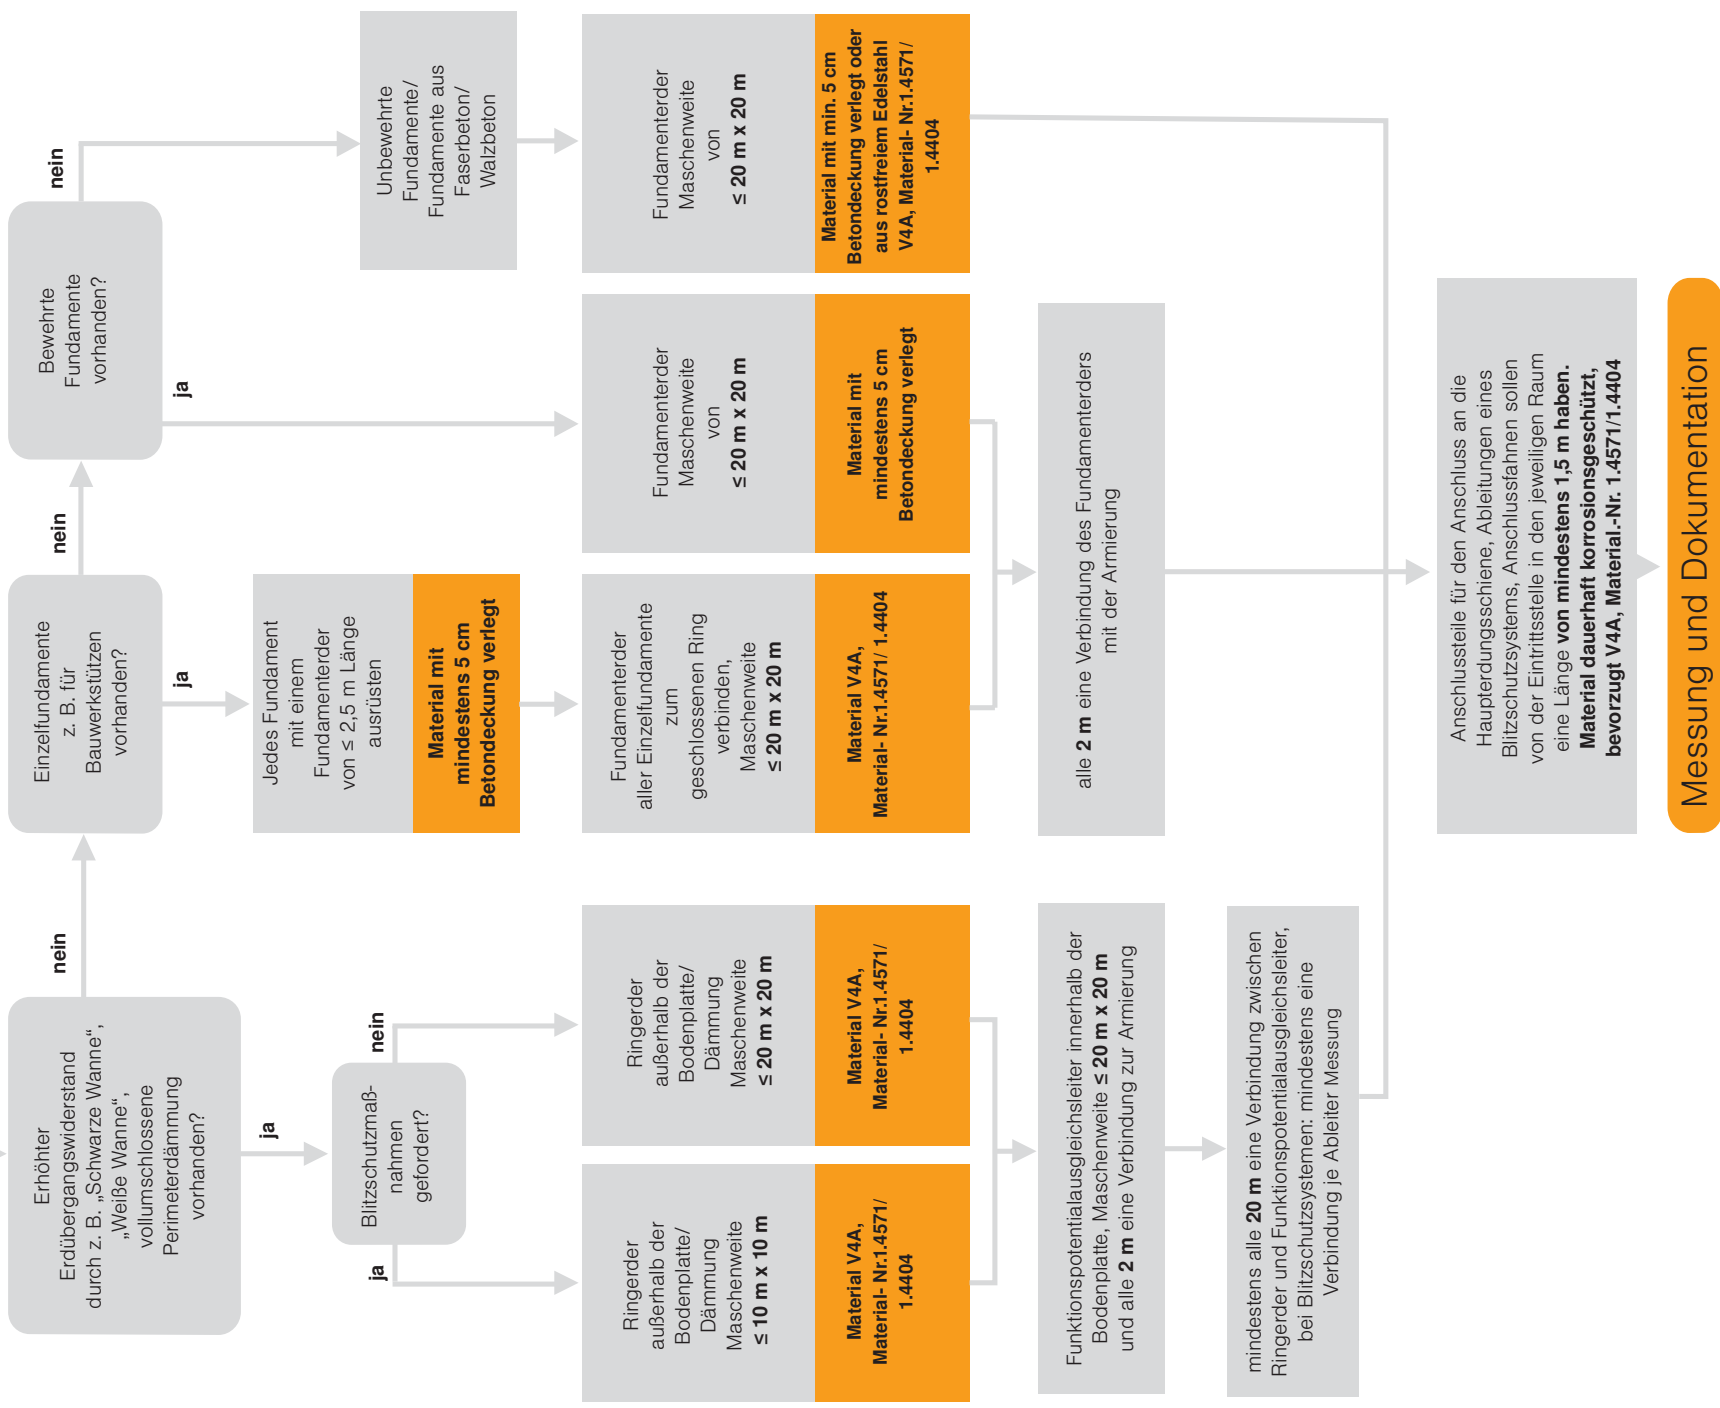 Erhöhter
Erdübergangswiderstand
durch z. B. „Schwarze Wanne“,
„Weiße Wanne“,
vollumschlossene
Perimeterdämmung
vorhanden?
nein
Einzelfundamente
z. B. für
Bauwerkstützen
vorhanden?
nein
Bewehrte
Fundamente
vorhanden?
nein
ja
ja
ja
Blitzschutzmaß-
nahmen
gefordert?
ja
nein
Jedes Fundament
mit einem
Fundamenterder
von ≤ 2,5 m Länge
ausrüsten
Material mit
mindestens 5 cm
Betondeckung verlegt
Unbewehrte
Fundamente/
Fundamente aus
Faserbeton/
Walzbeton
Ringerder
außerhalb der
Bodenplatte/
Dämmung
Maschenweite
≤ 10 m x 10 m
Material V4A,
Material- Nr.1.4571/
1.4404
Ringerder
außerhalb der
Bodenplatte/
Dämmung
Maschenweite
≤ 20 m x 20 m
Material V4A,
Material- Nr.1.4571/
1.4404
Fundamenterder
aller Einzelfundamente
zum
geschlossenen Ring
verbinden,
Maschenweite
≤ 20 m x 20 m
Material V4A,
Material- Nr.1.4571/ 1.4404
Fundamenterder
Maschenweite
von
≤ 20 m x 20 m
Material mit
mindestens 5 cm
Betondeckung verlegt
Fundamenterder
Maschenweite
von
≤ 20 m x 20 m
Material mit min. 5 cm
Betondeckung verlegt oder
aus rostfreiem Edelstahl
V4A, Material- Nr.1.4571/
1.4404
Funktionspotentialausgleichsleiter innerhalb der
Bodenplatte, Maschenweite ≤ 20 m x 20 m
und alle 2 m eine Verbindung zur Armierung
alle 2 m eine Verbindung des Fundamenterders
mit der Armierung
mindestens alle 20 m eine Verbindung zwischen
Ringerder und Funktionspotentialausgleichsleiter,
bei Blitzschutzsystemen: mindestens eine
Verbindung je Ableiter Messung
Anschlussteile für den Anschluss an die
Haupterdungsschiene, Ableitungen eines
Blitzschutzsystems, Anschlussfahnen sollen
von der Eintrittsstelle in den jeweiligen Raum
eine Länge von mindestens 1,5 m haben.
Material dauerhaft korrosionsgeschützt,
bevorzugt V4A, Material.-Nr. 1.4571/1.4404
Messung und Dokumentation